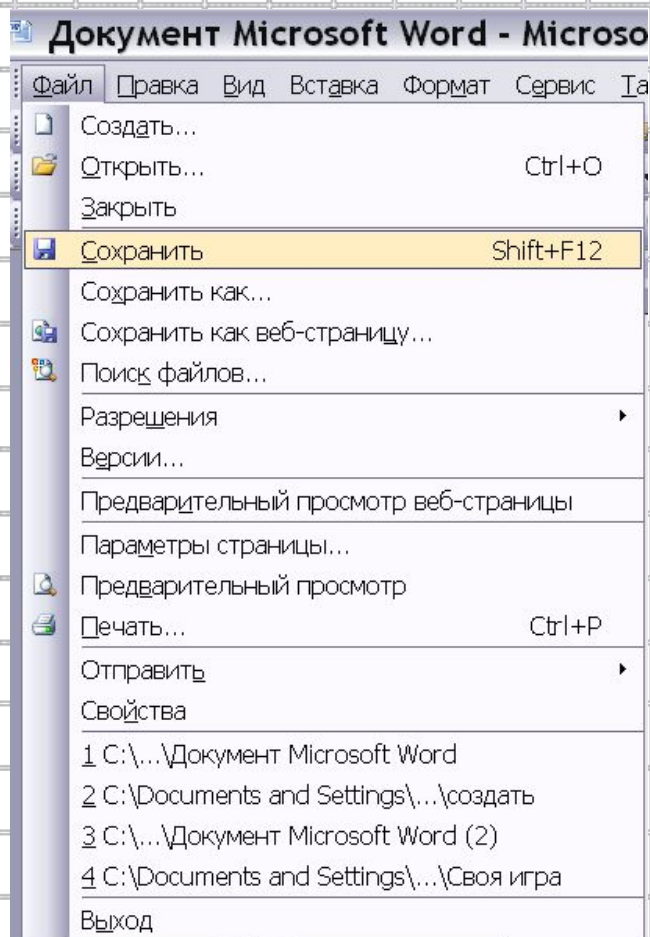 Документ Microsoft Word - Microso
Файл Правка Вид Вставка Формат Сервис Та
Создать...
Открыть... Ctrl+O
Закрыть
Сохранить Shift+F12
Сохранить как...
Сохранить как веб-страницу...
Поиск файлов...
Разрешения
Версии...
Предварительный просмотр веб-страницы
Параметры страницы...
Предварительный просмотр
Печать... Ctrl+P
Отправить
Свойства
1 C:\...\Документ Microsoft Word
2 C:\Documents and Settings\...\создать
3 C:\...\Документ Microsoft Word (2)
4 C:\Documents and Settings\...\Своя игра
Выход